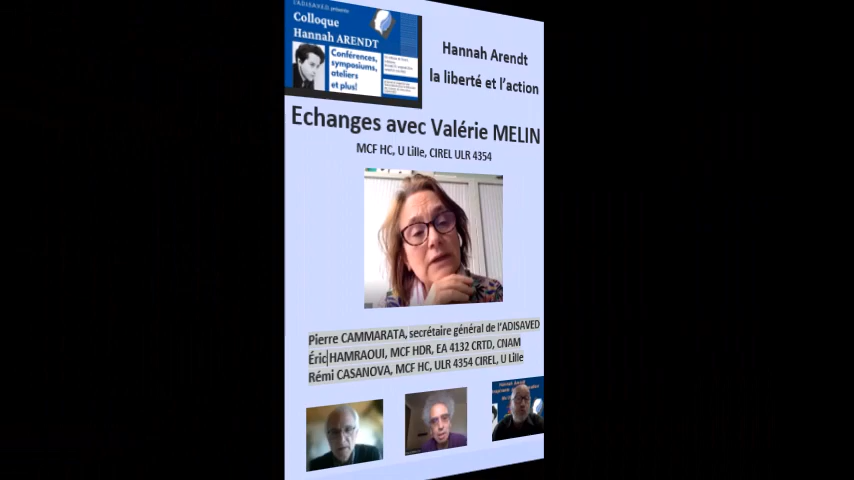 L'ADISAVED présente
Colloque
Hannah ARENDT
Conférences,
symposiums,
ateliers
et plus!
Hannah Arendt
la liberté et l'action
Echanges avec Valérie MELIN
MCF HC, U Lille, CIREL ULR 4354
Pierre CAMMARATA, secrétaire général de l'ADISAVED
Éric HAMRAOUI, MCF HDR, EA 4132 CRTD, CNAM
Rémi CASANOVA, MCF HC, ULR 4354 CIREL, U Lille
Hannah Arendt